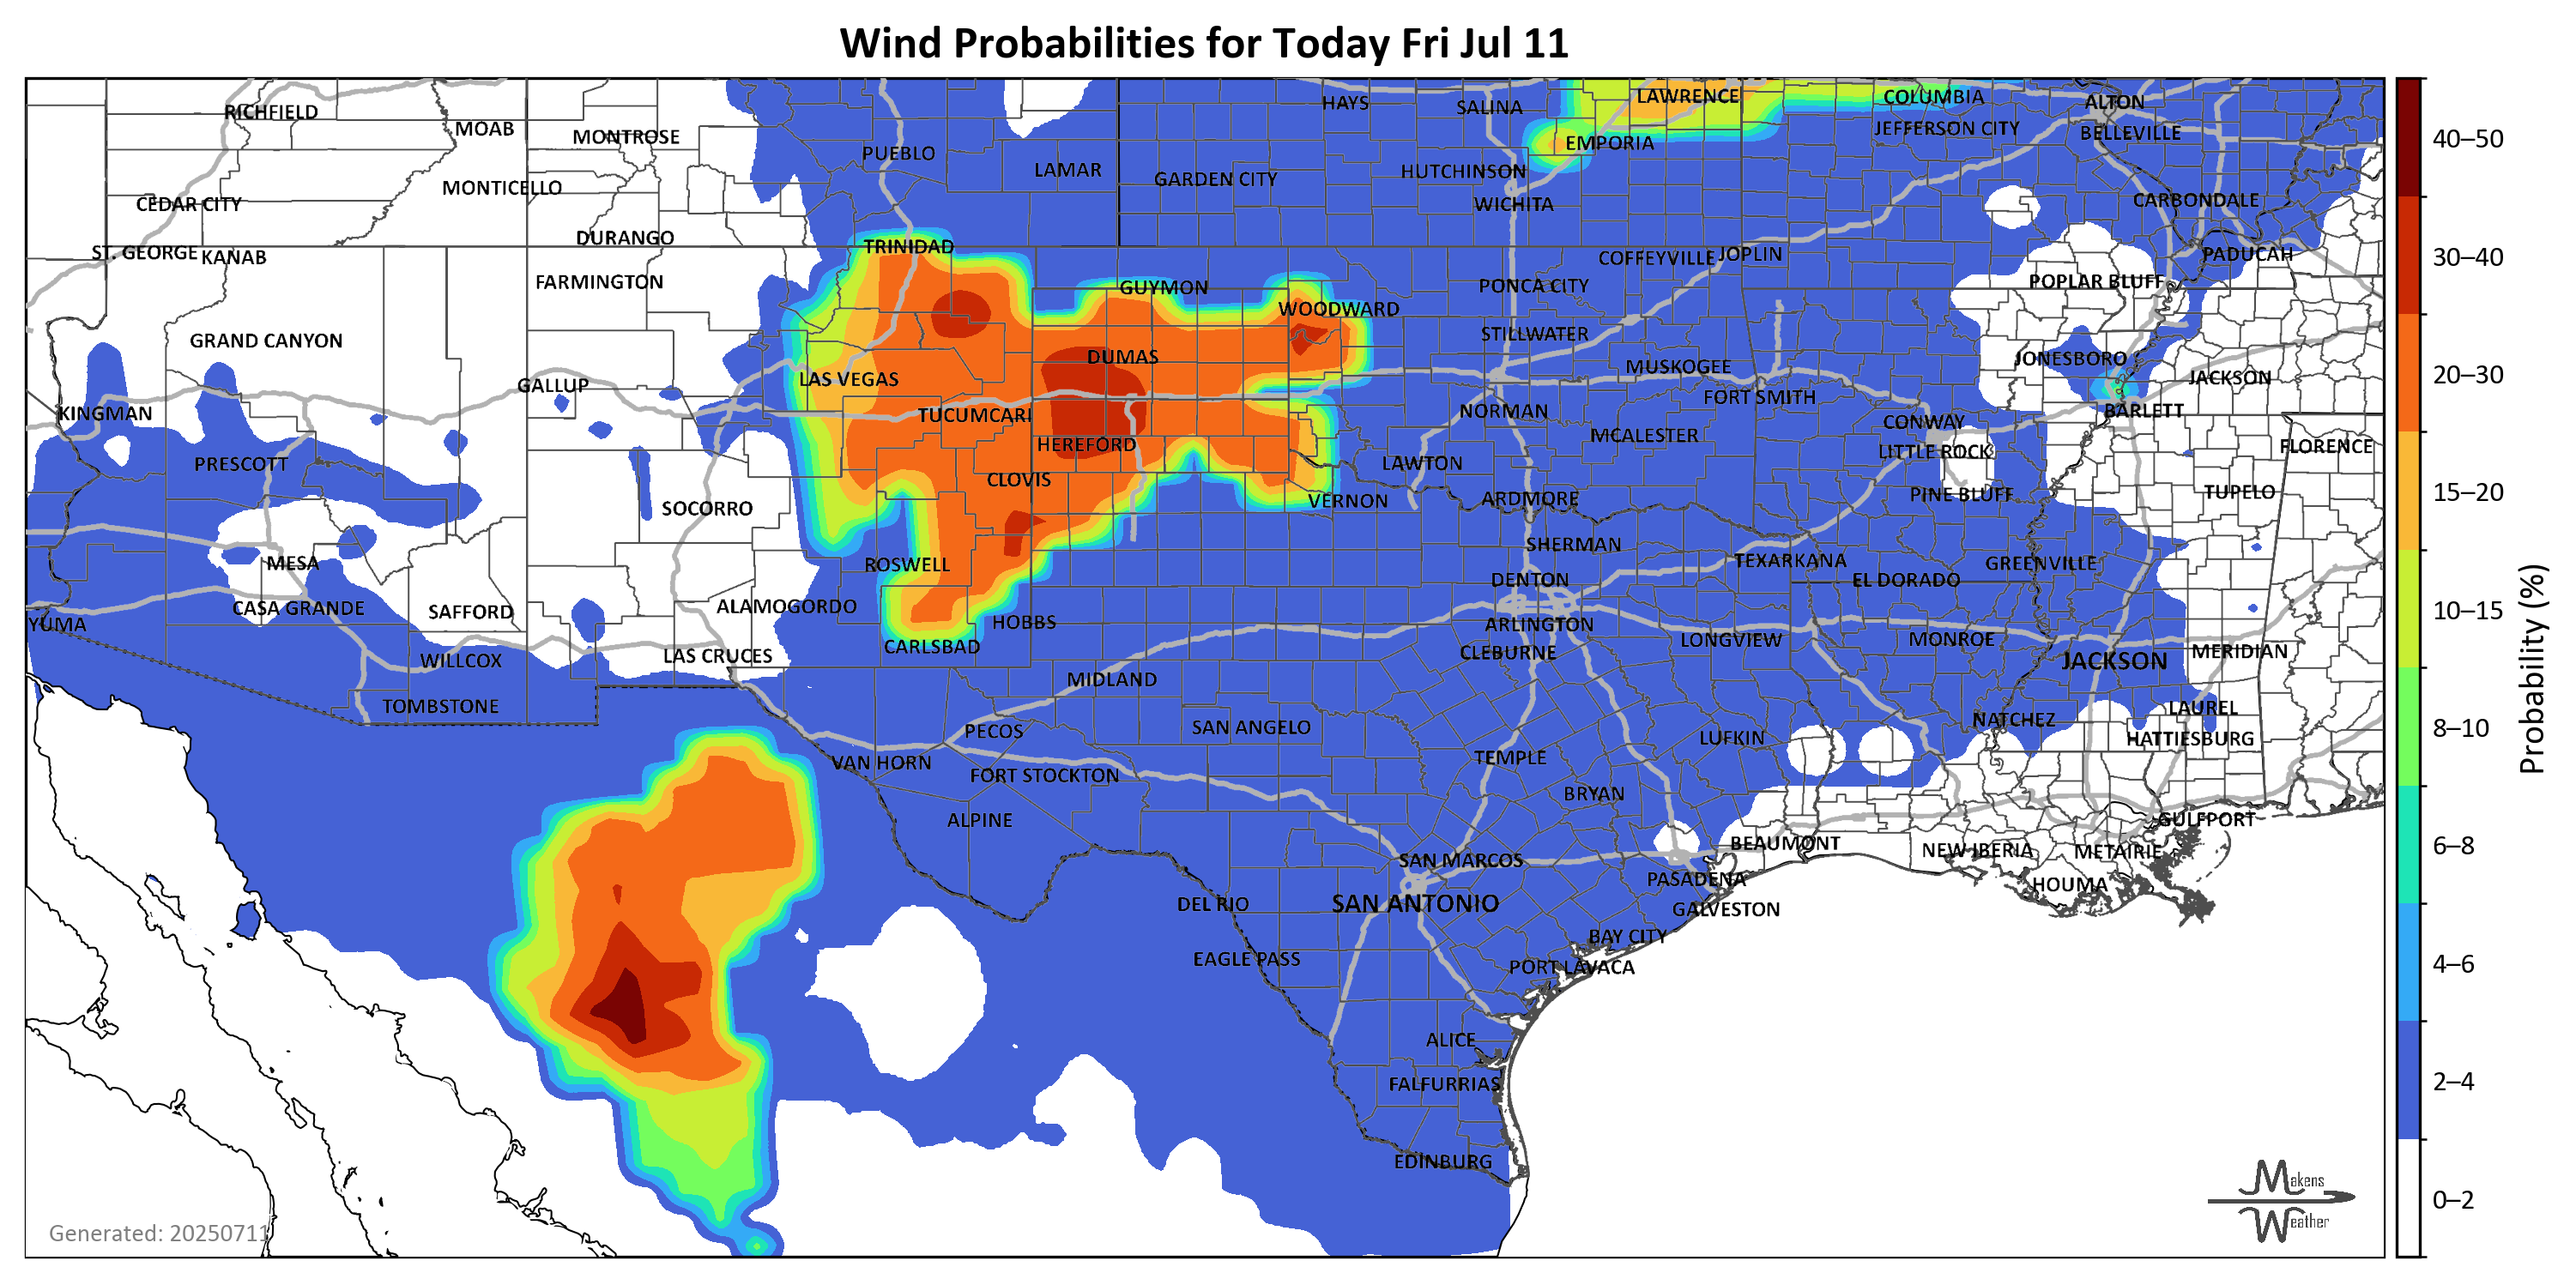 Wind Probabilities for Today Fri Jul 11
RICHFIELD
MOAB
MONTROSE
PUEBLO
LAMAR
HAYS
SALINA
LAWRENCE
COLUMBIA
ALTON
EMPORIA
JEFFERSON CITY
BELLEVILLE
CEDAR CITY
MONTICELLO
GARDEN CITY
HUTCHINSON
WICHITA
CARBONDALE
ST. GEORGE
KANAB
DURANGO
TRINIDAD
COFFEYVILLE
JOPLIN
PADUCAH
FARMINGTON
GUYMON
PONCA CITY
POPLAR BLUFF
GRAND CANYON
WOODWARD
STILLWATER
DUMAS
MUSKOGEE
JONESBORO
JACKSON
GALLUP
LAS VEGAS
FORT SMITH
KINGMAN
TUCUMCARI
NORMAN
CONWAY
BARLETT
HEREFORD
MCALESTER
LITTLE ROCK
FLORENCE
PRESCOTT
CLOVIS
LAWTON
PINE BLUFF
TUPELO
SOCORRO
VERNON
ARDMORE
MESA
ROSWELL
SHERMAN
TEXARKANA
GREENVILLE
CASA GRANDE
SAFFORD
ALAMOGORDO
DENTON
EL DORADO
YUMA
HOBBS
ARLINGTON
LONGVIEW
MONROE
WILLCOX
LAS CRUCES
CARLSBAD
CLEBURNE
JACKSON
MERIDIAN
TOMBSTONE
MIDLAND
PECOS
SAN ANGELO
LUFKIN
NATCHEZ
LAUREL
HATTIESBURG
VAN HORN
FORT STOCKTON
TEMPLE
BRYAN
ALPINE
BEAUMONT
GULFPORT
SAN MARCOS
NEW IBERIA
METAIRIE
DEL RIO
SAN ANTONIO
PASADENA
HOUMA
GALVESTON
EAGLE PASS
BAY CITY
PORT LAVACA
ALICE
FALFURRIAS
EDINBURG
Generated: 20250711
Makens
Weather
40–50
30–40
20–30
15–20
10–15
8–10
6–8
4–6
2–4
0–2
Probability (%)